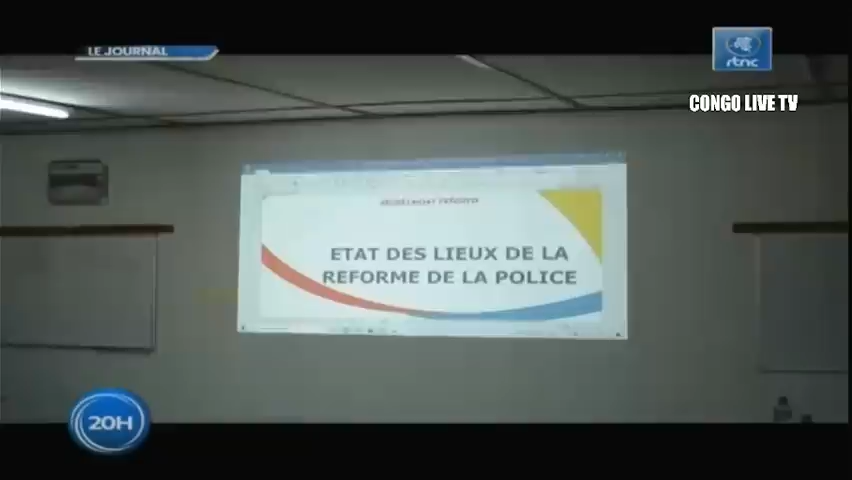 LE JOURNAL
rtnc
CONGO LIVE TV
ETAT DES LIEUX DE LA
REFORME DE LA POLICE
20H